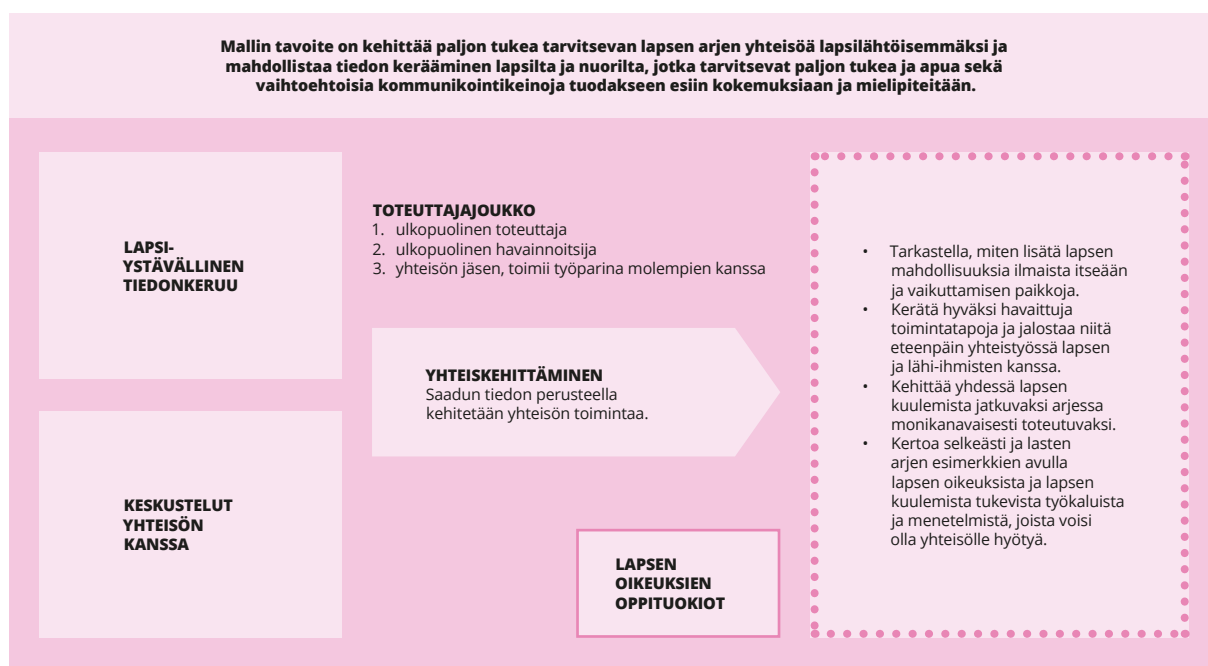 Mallin tavoite on kehittää paljon tukea tarvitsevan lapsen arjen yhteisöä lapsilähtöisemmäksi ja
mahdollistaa tiedon kerääminen lapsilta ja nuorilta, jotka tarvitsevat paljon tukea ja apua sekä
vaihtoehtoisia kommunikointikeinoja tuodakseen esiin kokemuksiaan ja mielipiteitään.
LAPSI-
YSTÄVÄLLINEN
TIEDONKERUU
KESKUSTELUT
YHTEISÖN
KANSSA
TOTEUTTAJAJOUKKO
1. ulkopuolinen toteuttaja
2. ulkopuolinen havainnoitsija
3. yhteisön jäsen, toimii työparina molempien kanssa
YHTEISKEHITTÄMINEN
Saadun tiedon perusteella
kehitetään yhteisön toimintaa.
LAPSEN
OIKEUKSIEN
OPPITUOKIOT
• Tarkastella, miten lisätä lapsen
mahdollisuuksia ilmaista itseään
ja vaikuttamisen paikkoja.
• Kerätä hyväksi havaittuja
toimintatapoja ja jalostaa niitä
eteenpäin yhteistyössä lapsen
ja lähi-ihmisten kanssa.
• Kehittää yhdessä lapsen
kuulemista jatkuvaksi arjessa
monikanavaisesti toteutuvaksi.
• Kertoa selkeästi ja lasten
arjen esimerkkien avulla
lapsen oikeuksista ja lapsen
kuulemista tukevista työkaluista
ja menetelmistä, joista voisi
olla yhteisölle hyötyä.